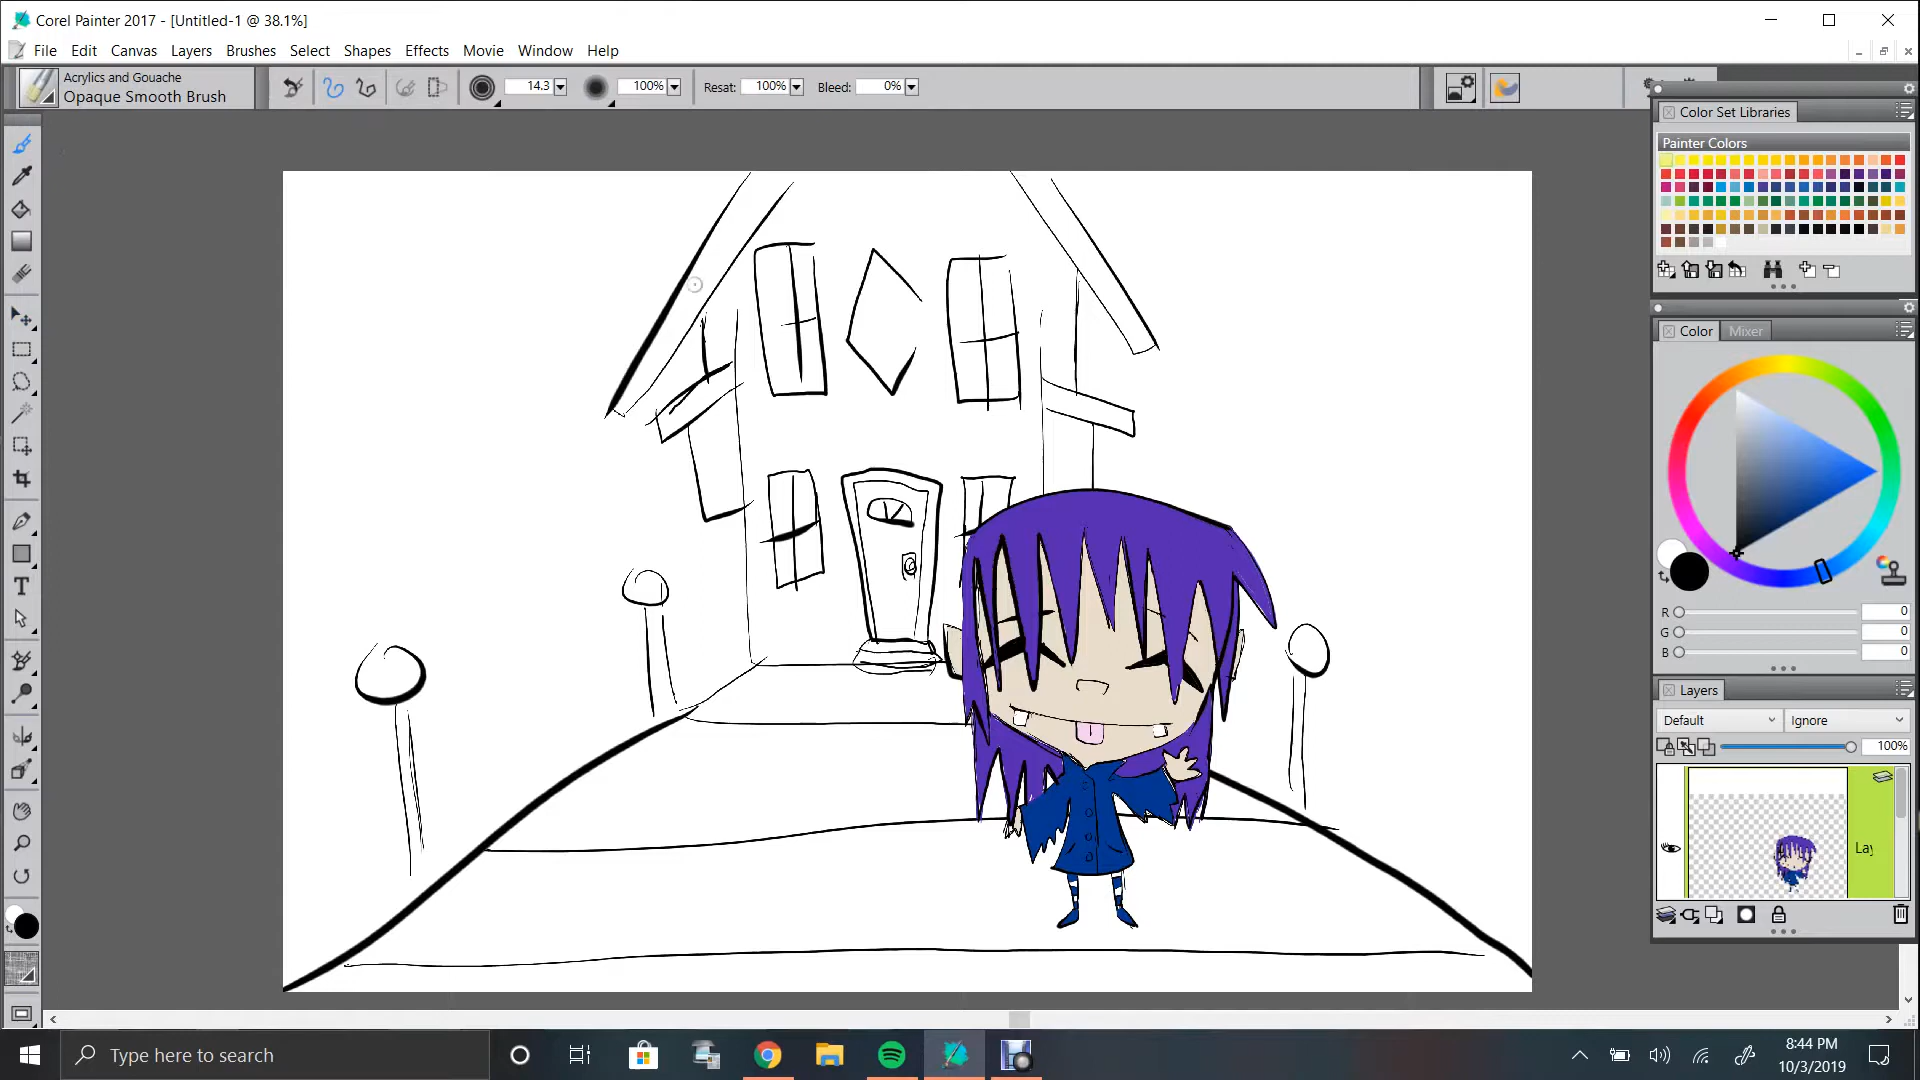 Corel Painter 2017 - [Untitled-1 @ 38.1%]
File Edit Canvas Layers Brushes Select Shapes Effects Movie Window Help
Acrylics and Gouache
Opaque Smooth Brush
14.3 100% Resat: 100% Bleed: 0%
Color Set Libraries
Painter Colors
Color Mixer
R 0
G 0
B 0
Layers
Default Ignore
100%
Lay
T
Type here to search
8:44 PM
10/3/2019